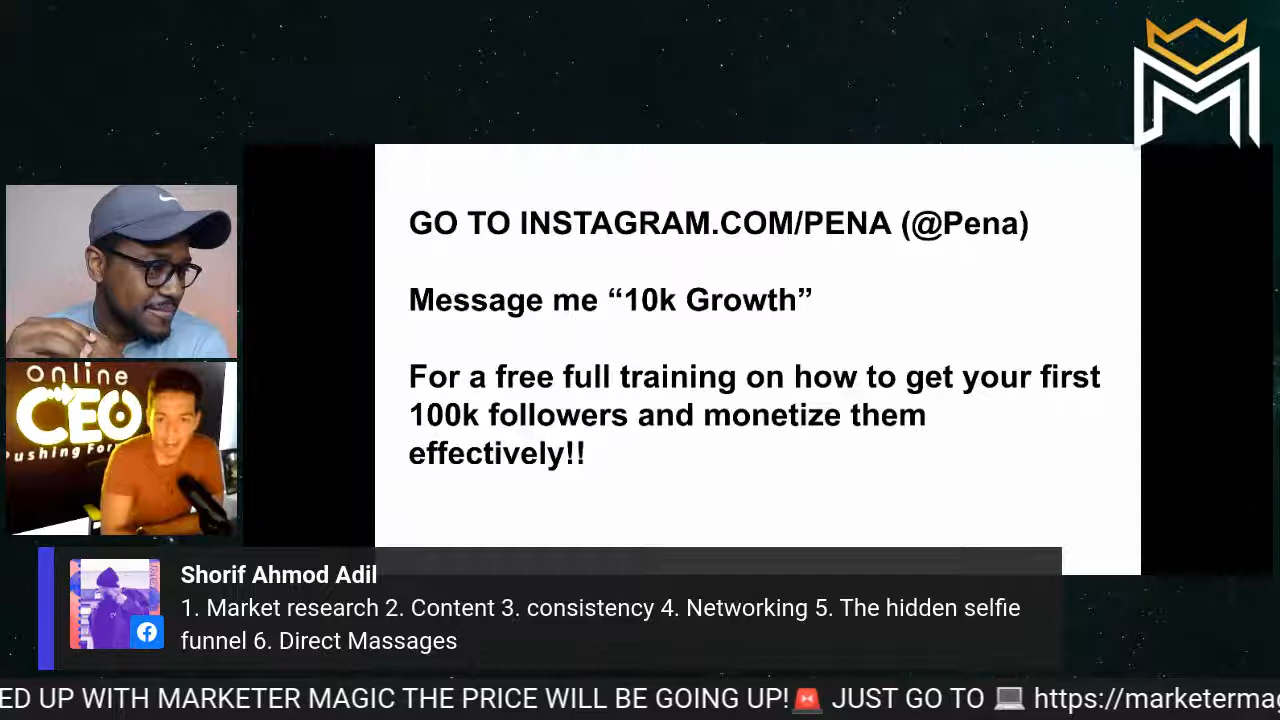 GO TO INSTAGRAM.COM/PENA (@Pena)
Message me “10k Growth”
For a free full training on how to get your first
100k followers and monetize them
effectively!!
online
CEO
Pushing For
Shorif Ahmod Adil
1. Market research 2. Content 3. consistency 4. Networking 5. The hidden selfie
funnel 6. Direct Massages
ED UP WITH MARKETER MAGIC THE PRICE WILL BE GOING UP!🚨 JUST GO TO 💻 https://marketermag